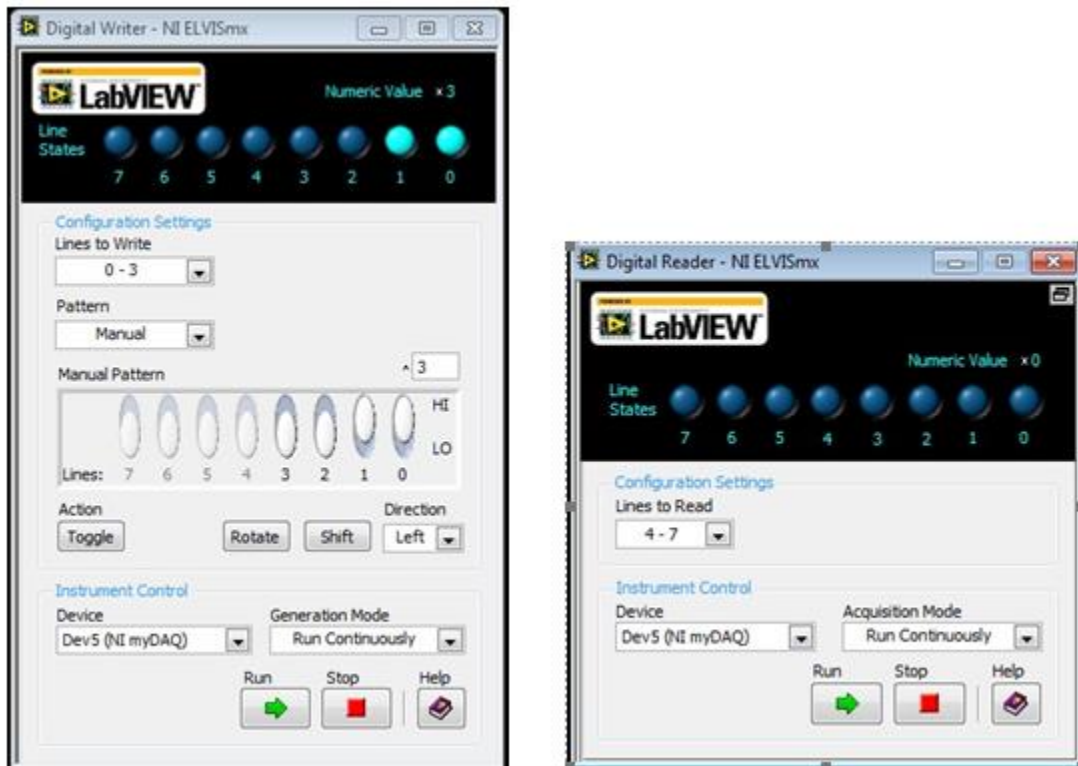 Digital Writer - NI ELVISmx
LabVIEW
Numeric Value × 3
Line
States
7 6 5 4 3 2 1 0
Configuration Settings
Lines to Write
0 - 3
Pattern
Manual
Manual Pattern
^ 3
HI
LO
Lines: 7 6 5 4 3 2 1 0
Action
Direction
Toggle Rotate Shift Left
Instrument Control
Device Generation Mode
Dev5 (NI myDAQ) Run Continuously
Run Stop Help
Digital Reader - NI ELVISmx
LabVIEW
Numeric Value × 0
Line
States
7 6 5 4 3 2 1 0
Configuration Settings
Lines to Read
4 - 7
Instrument Control
Device Acquisition Mode
Dev5 (NI myDAQ) Run Continuously
Run Stop Help